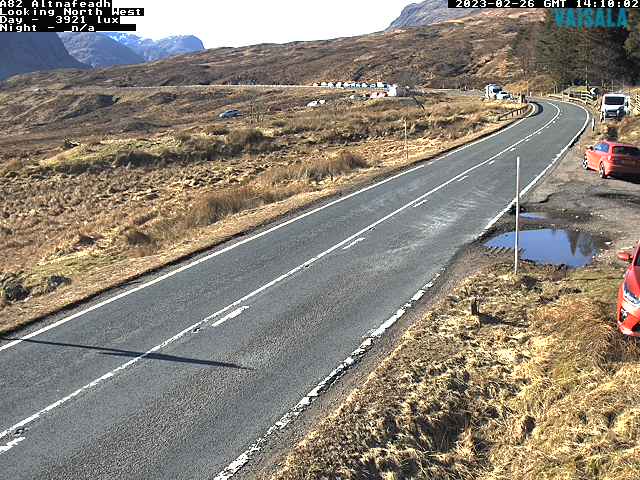 A82 Altnafeadh
Looking North West
Day - 3921 lux
Night - n/a
2023-02-26 GMT 14:10:02
VAISALA